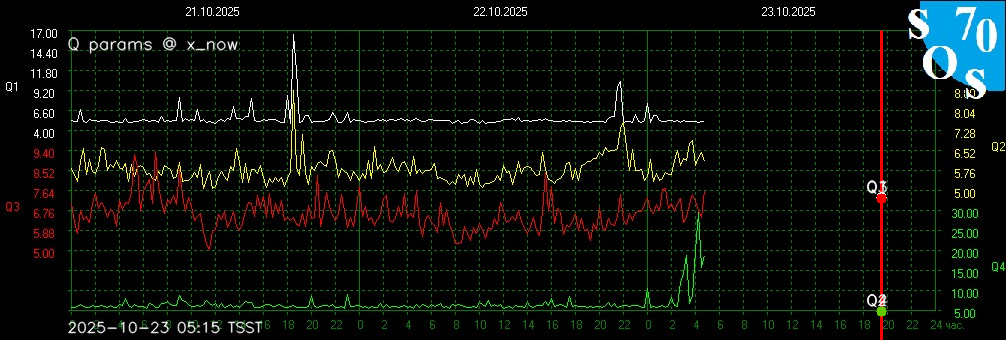 21.10.2025 22.10.2025 23.10.2025
Q params @ x_now
S 70
O
S
Q1
17.00
14.40
11.80
9.20
6.60
4.00
Q3
9.40
8.52
7.64
6.76
5.88
5.00
8.04
7.28
6.52
5.76
5.00
Q2
30.00
25.00
20.00
15.00
10.00
5.00
Q4
Q3
2025-10-23 05:15 TSST
18 20 22 0 2 4 6 8 10 12 14 16 18 20 22 0 2 4 6 8 10 12 14 16 18 20 22 24 час.